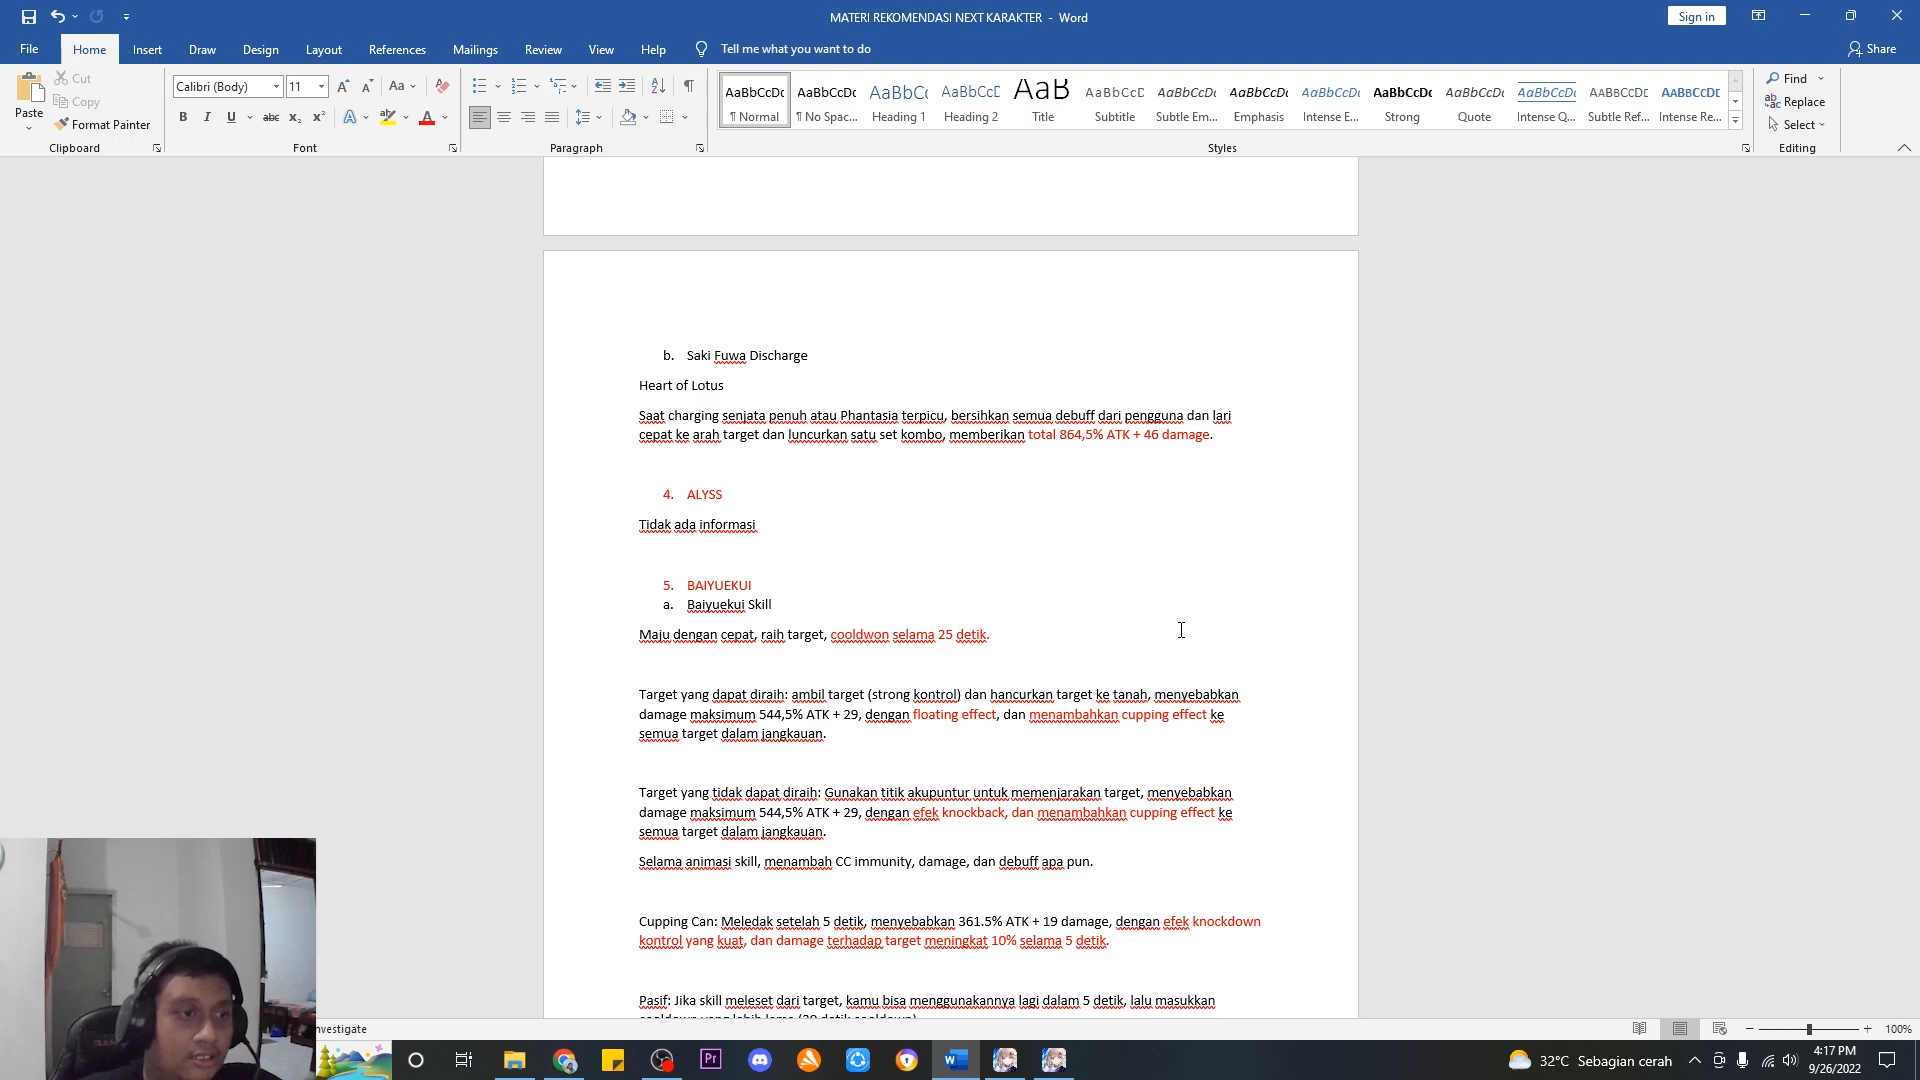 MATERI REKOMENDASI NEXT KARAKTER - Word
Sign in
File Home Insert Draw Design Layout References Mailings Review View Help Tell me what you want to do
Share
Paste
Cut
Copy
Format Painter
Clipboard
Calibri (Body) 11
Font
Paragraph
AaBbCcDc AaBbCcDc AaBbCc AaBbCcE AaB AaBbCcD AaBbCcDc AaBbCcDc AaBbCcDc AaBbCcDc AaBbCcDc AaBbCcDc AABBCCDE AABBCCDE
¶ Normal ¶ No Spac... Heading 1 Heading 2 Title Subtitle Subtle Em... Emphasis Intense E... Strong Quote Intense Q... Subtle Ref... Intense Re...
Styles
Find
Replace
Select
Editing
b. Saki Fuwa Discharge
Heart of Lotus
Saat charging senjata penuh atau Phantasia terpicu, bersihkan semua debuff dari pengguna dan lari
cepat ke arah target dan luncurkan satu set kombo, memberikan total 864,5% ATK + 46 damage.
4. ALYSS
Tidak ada informasi
5. BAIYUEKUI
a. Baiyuekui Skill
Maju dengan cepat, raih target, cooldwon selama 25 detik.
Target yang dapat diraih: ambil target (strong kontrol) dan hancurkan target ke tanah, menyebabkan
damage maksimum 544,5% ATK + 29, dengan floating effect, dan menambahkan cupping effect ke
semua target dalam jangkauan.
Target yang tidak dapat diraih: Gunakan titik akupuntur untuk memenjarakan target, menyebabkan
damage maksimum 544,5% ATK + 29, dengan efek knockback, dan menambahkan cupping effect ke
semua target dalam jangkauan.
Selama animasi skill, menambah CC immunity, damage, dan debuff apa pun.
Cupping Can: Meledak setelah 5 detik, menyebabkan 361.5% ATK + 19 damage, dengan efek knockdown
kontrol yang kuat, dan damage terhadap target meningkat 10% selama 5 detik.
Pasif: Jika skill meleset dari target, kamu bisa menggunakannya lagi dalam 5 detik, lalu masukkan
nvestigate
100%
32°C Sebagian cerah
4:17 PM
9/26/2022